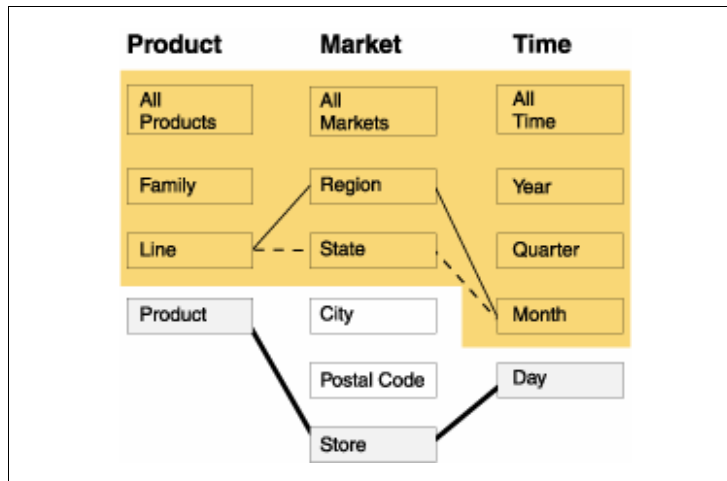 Product Market Time
All Products All Markets All Time
Family Region Year
Line State Quarter
Product City Month
Postal Code Day
Store